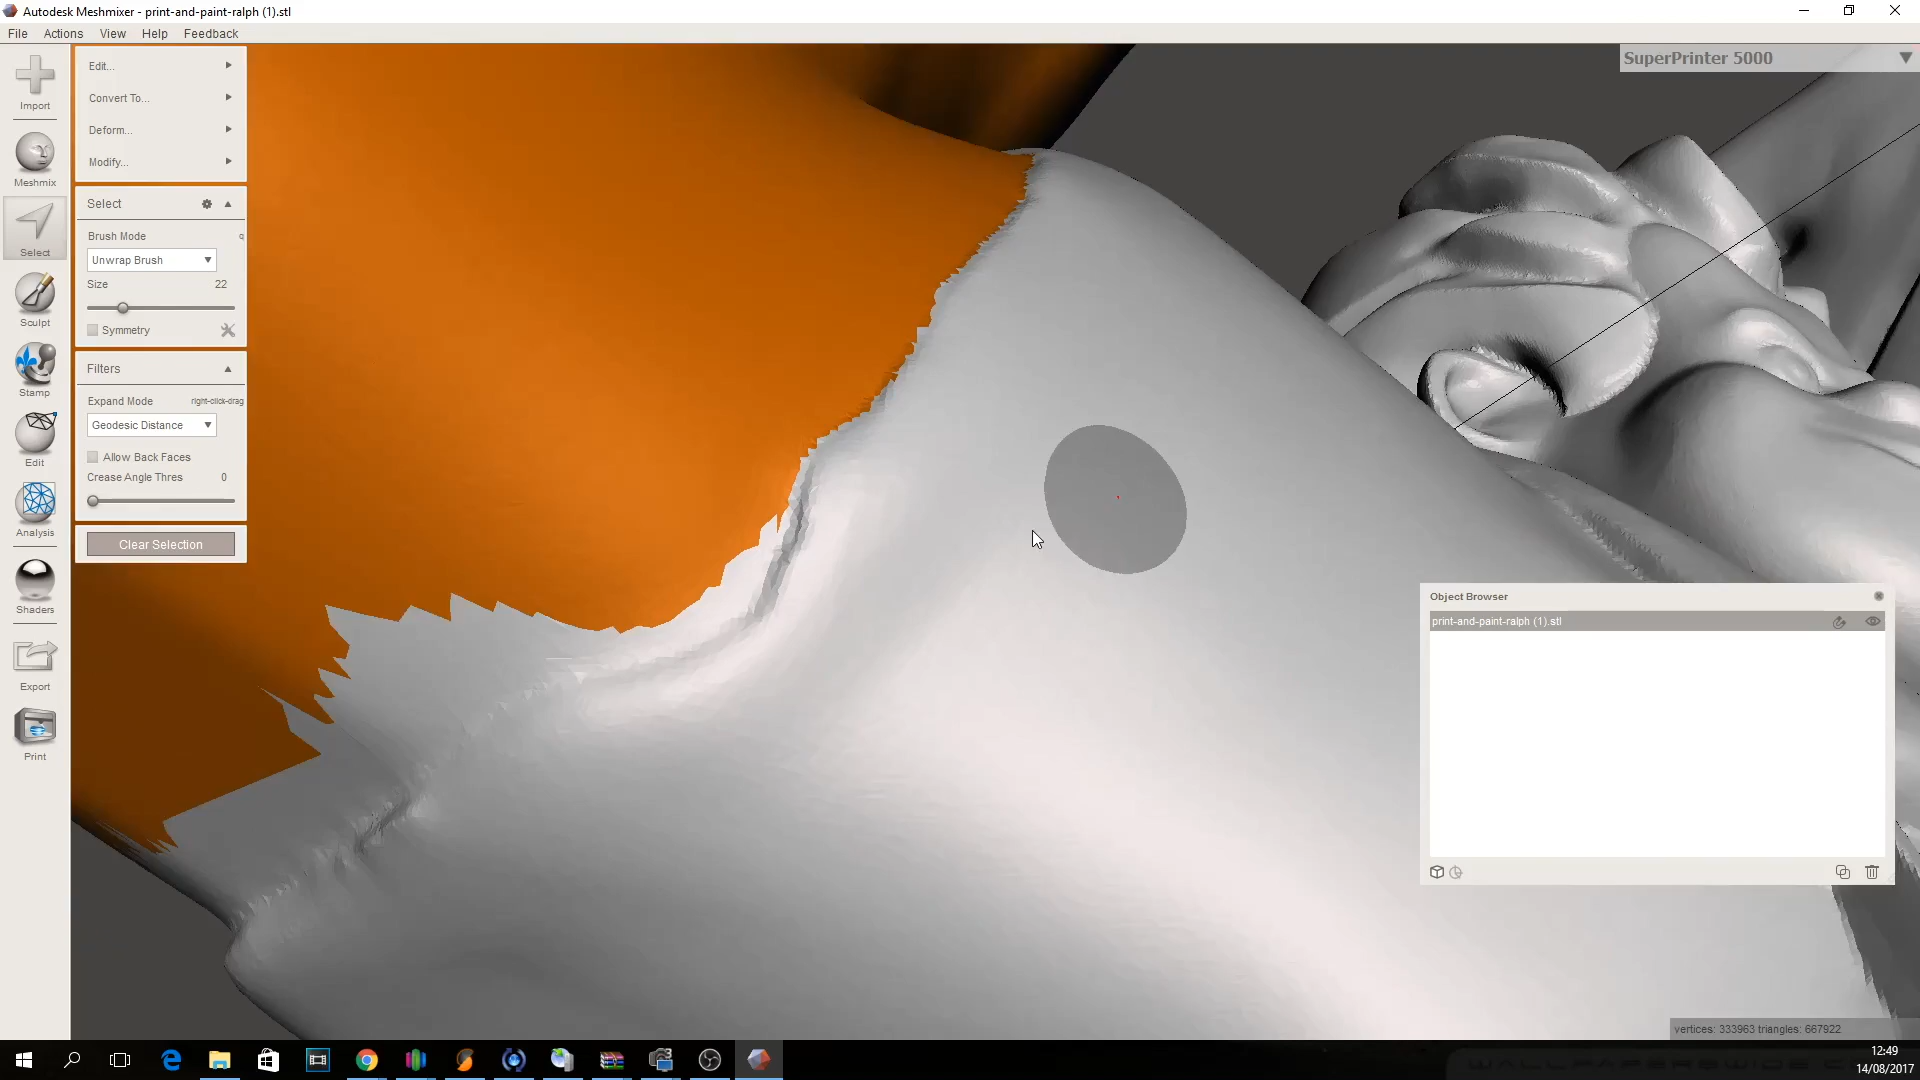 Autodesk Meshmixer - print-and-paint-ralph (1).stl
File Actions View Help Feedback
SuperPrinter 5000
Import
Meshmix
Select
Sculpt
Stamp
Edit
Analysis
Shaders
Export
Print
Edit...
Convert To...
Deform...
Modify...
Select
Brush Mode q
Unwrap Brush
Size 22
Symmetry
Filters
Expand Mode right-click-drag
Geodesic Distance
Allow Back Faces
Crease Angle Thres 0
Clear Selection
Object Browser
print-and-paint-ralph (1).stl
vertices: 333963 triangles: 667922
12:49
14/08/2017